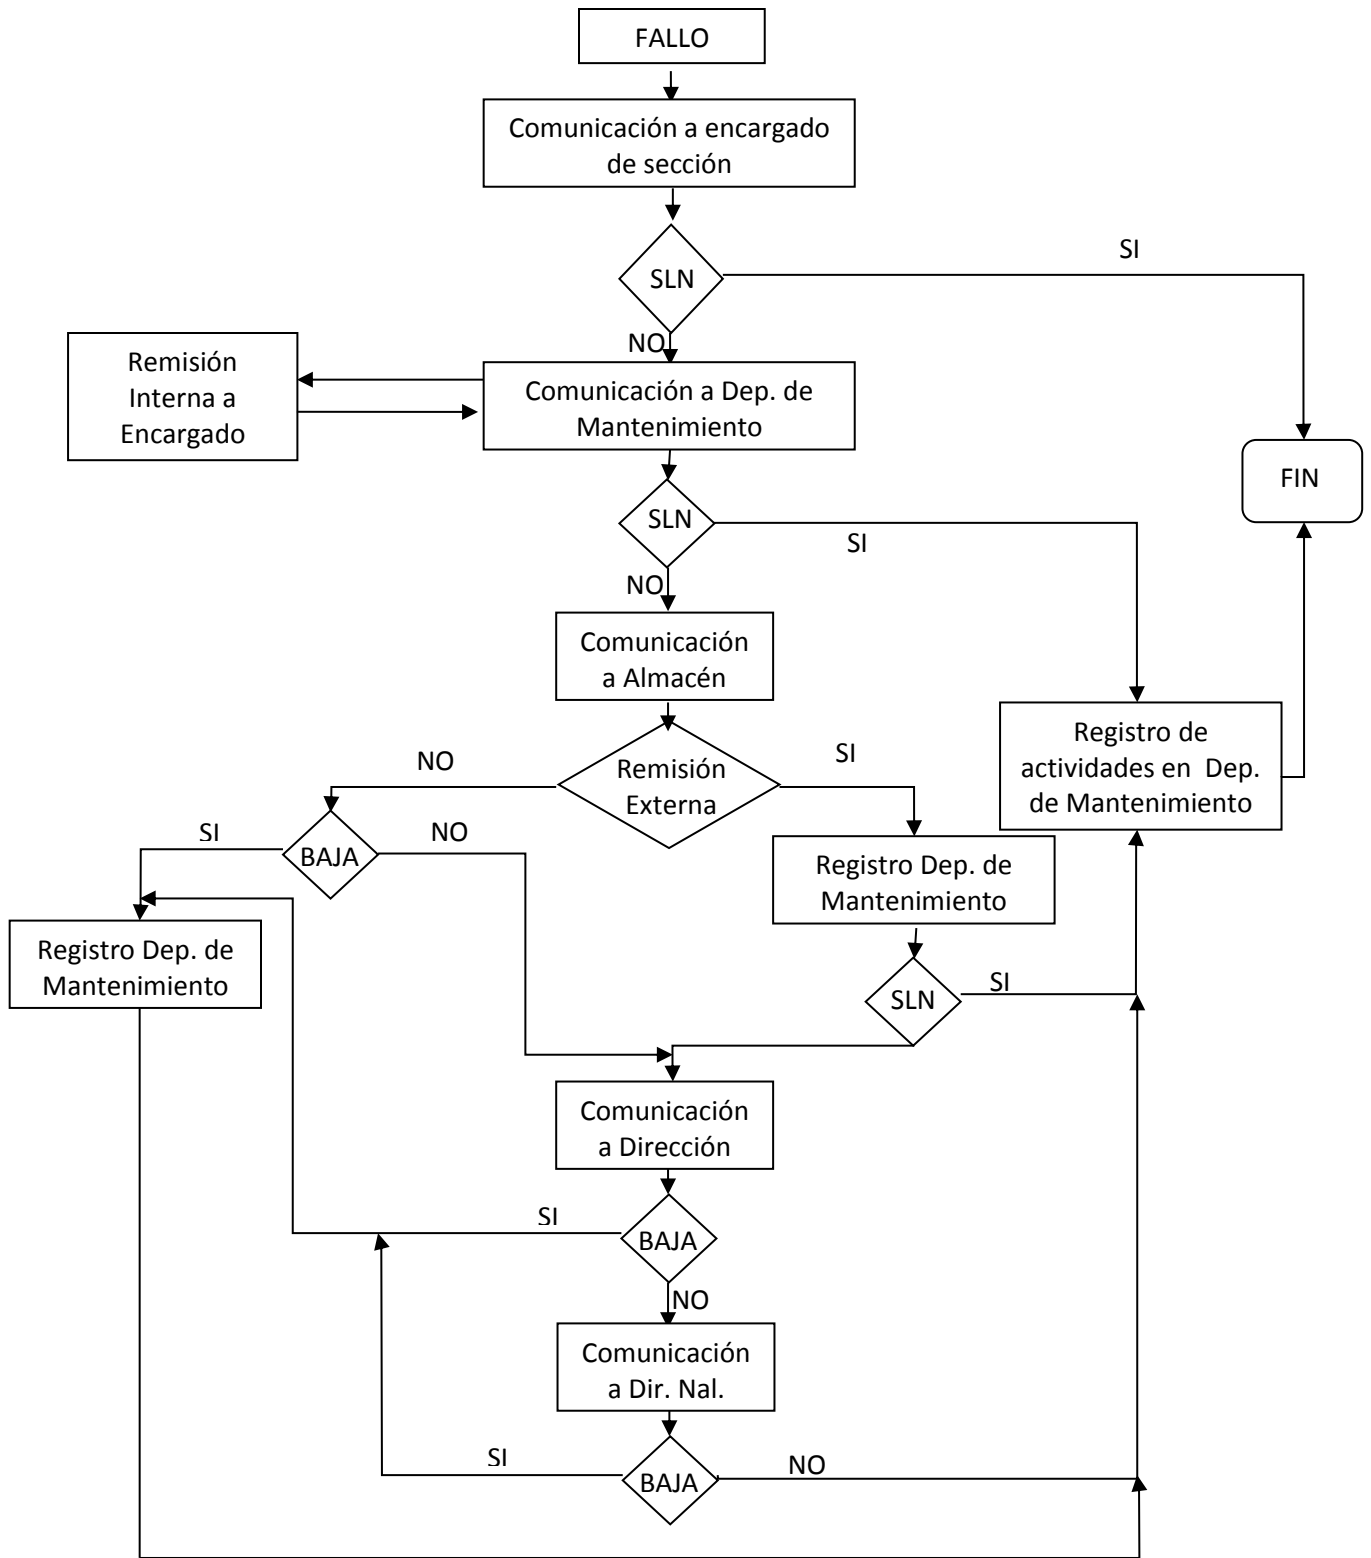 FALLO
Comunicación a encargado
de sección
SI
SLN
NO
Remisión
Interna a
Encargado
Comunicación a Dep. de
Mantenimiento
FIN
SLN
SI
NO
Comunicación
a Almacén
Registro de
actividades en Dep.
de Mantenimiento
NO
Remisión
Externa
SI
SI
BAJA
NO
Registro Dep. de
Mantenimiento
Registro Dep. de
Mantenimiento
SLN
SI
Comunicación
a Dirección
SI
BAJA
NO
Comunicación
a Dir. Nal.
SI
BAJA
NO